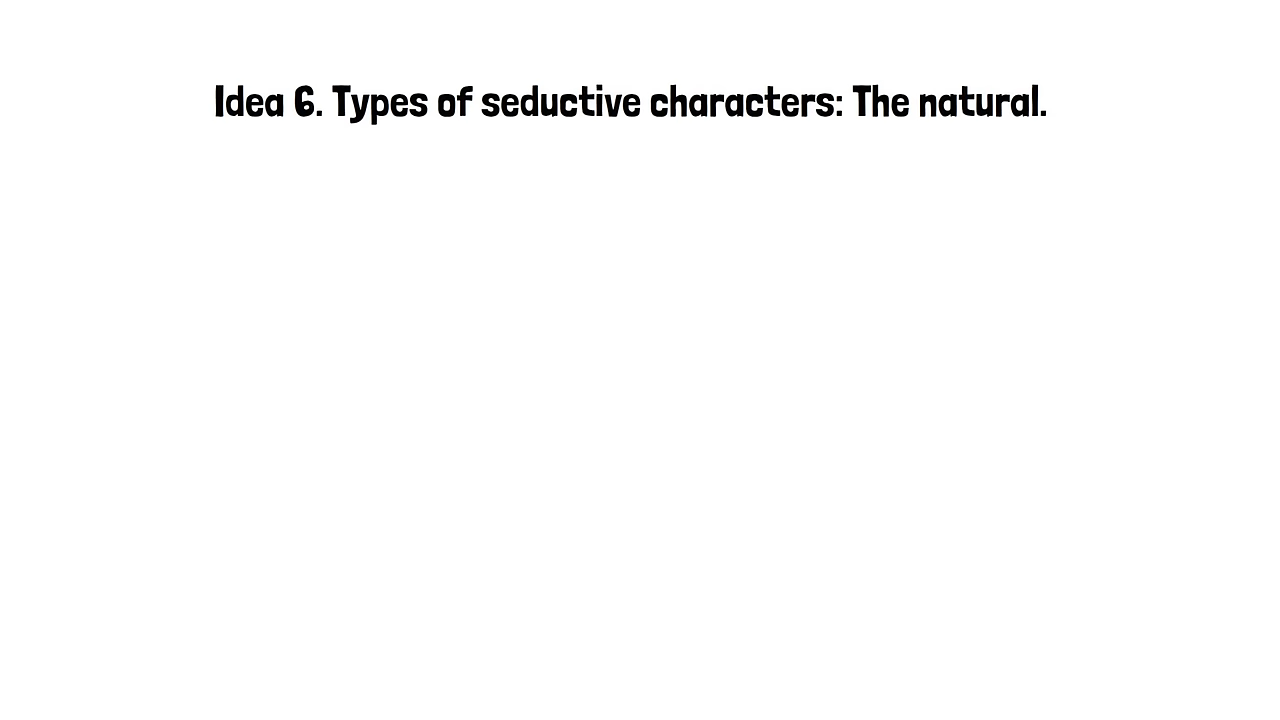 Idea 6. Types of seductive characters: The natural.